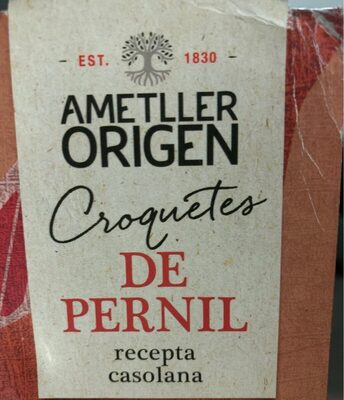 - EST. 1830 -
AMETLLER
ORIGEN
Croquetes
DE
PERNIL
recepta
casolana